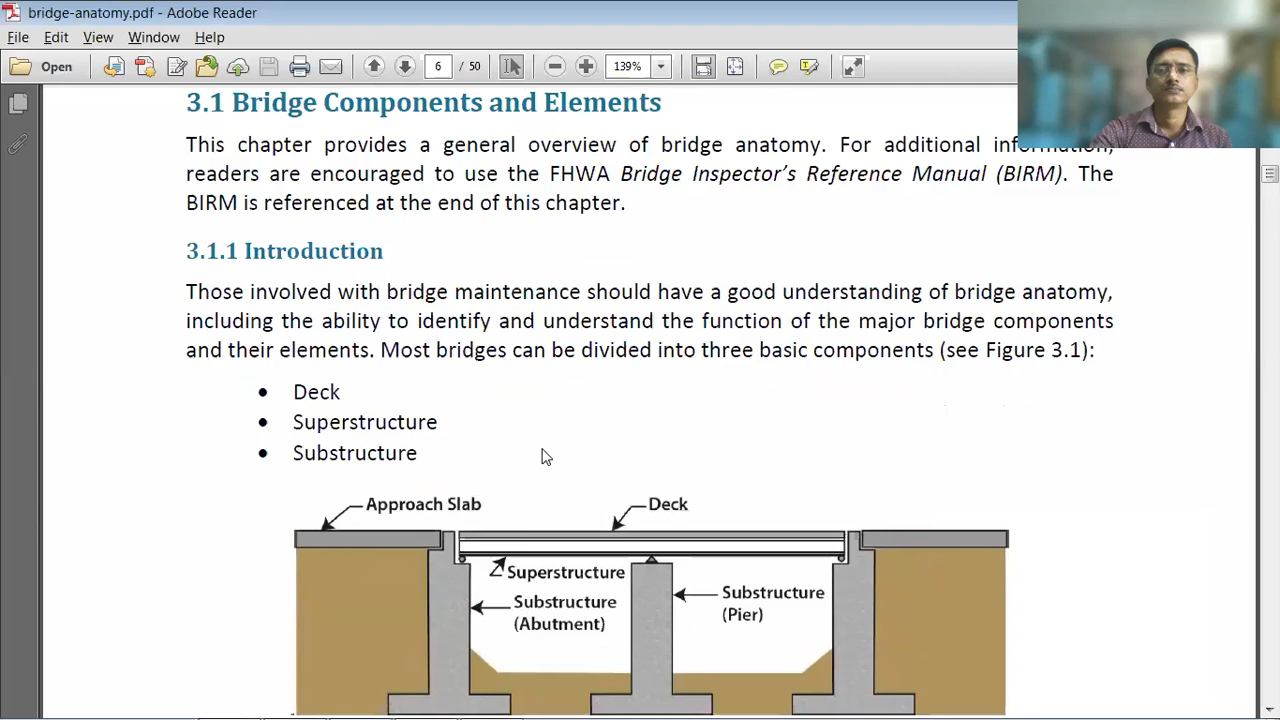 bridge-anatomy.pdf - Adobe Reader
File Edit View Window Help
Open 6 / 50 139%
3.1 Bridge Components and Elements
This chapter provides a general overview of bridge anatomy. For additional information,
readers are encouraged to use the FHWA Bridge Inspector's Reference Manual (BIRM). The
BIRM is referenced at the end of this chapter.
3.1.1 Introduction
Those involved with bridge maintenance should have a good understanding of bridge anatomy,
including the ability to identify and understand the function of the major bridge components
and their elements. Most bridges can be divided into three basic components (see Figure 3.1):
• Deck
• Superstructure
• Substructure
Approach Slab
Deck
Superstructure
Substructure
(Abutment)
Substructure
(Pier)